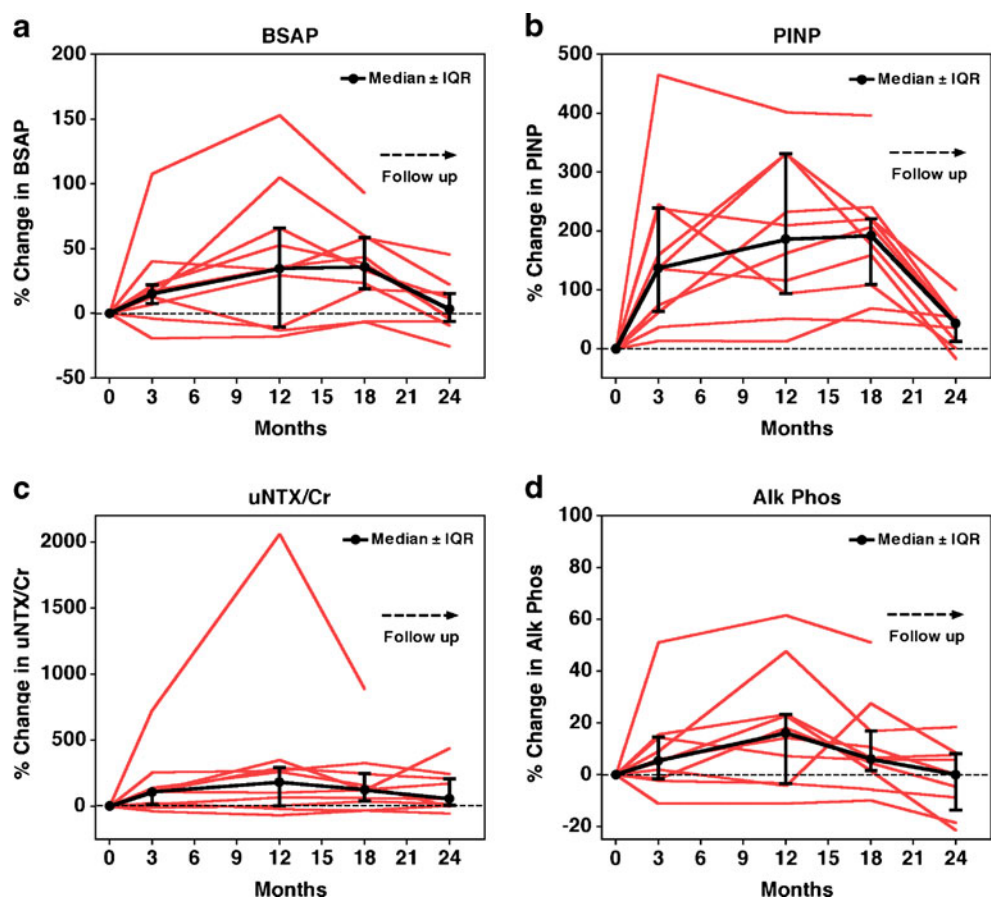 a
BSAP
200
150
100
50
0
-50
% Change in BSAP
Median ± IQR
Follow up
0 3 6 9 12 15 18 21 24
Months
b
PINP
500
400
300
200
100
0
% Change in PINP
Median ± IQR
Follow up
0 3 6 9 12 15 18 21 24
Months
c
uNTX/Cr
2000
1500
1000
500
0
% Change in uNTX/Cr
Median ± IQR
Follow up
0 3 6 9 12 15 18 21 24
Months
d
Alk Phos
100
80
60
40
20
0
-20
% Change in Alk Phos
Median ± IQR
Follow up
0 3 6 9 12 15 18 21 24
Months